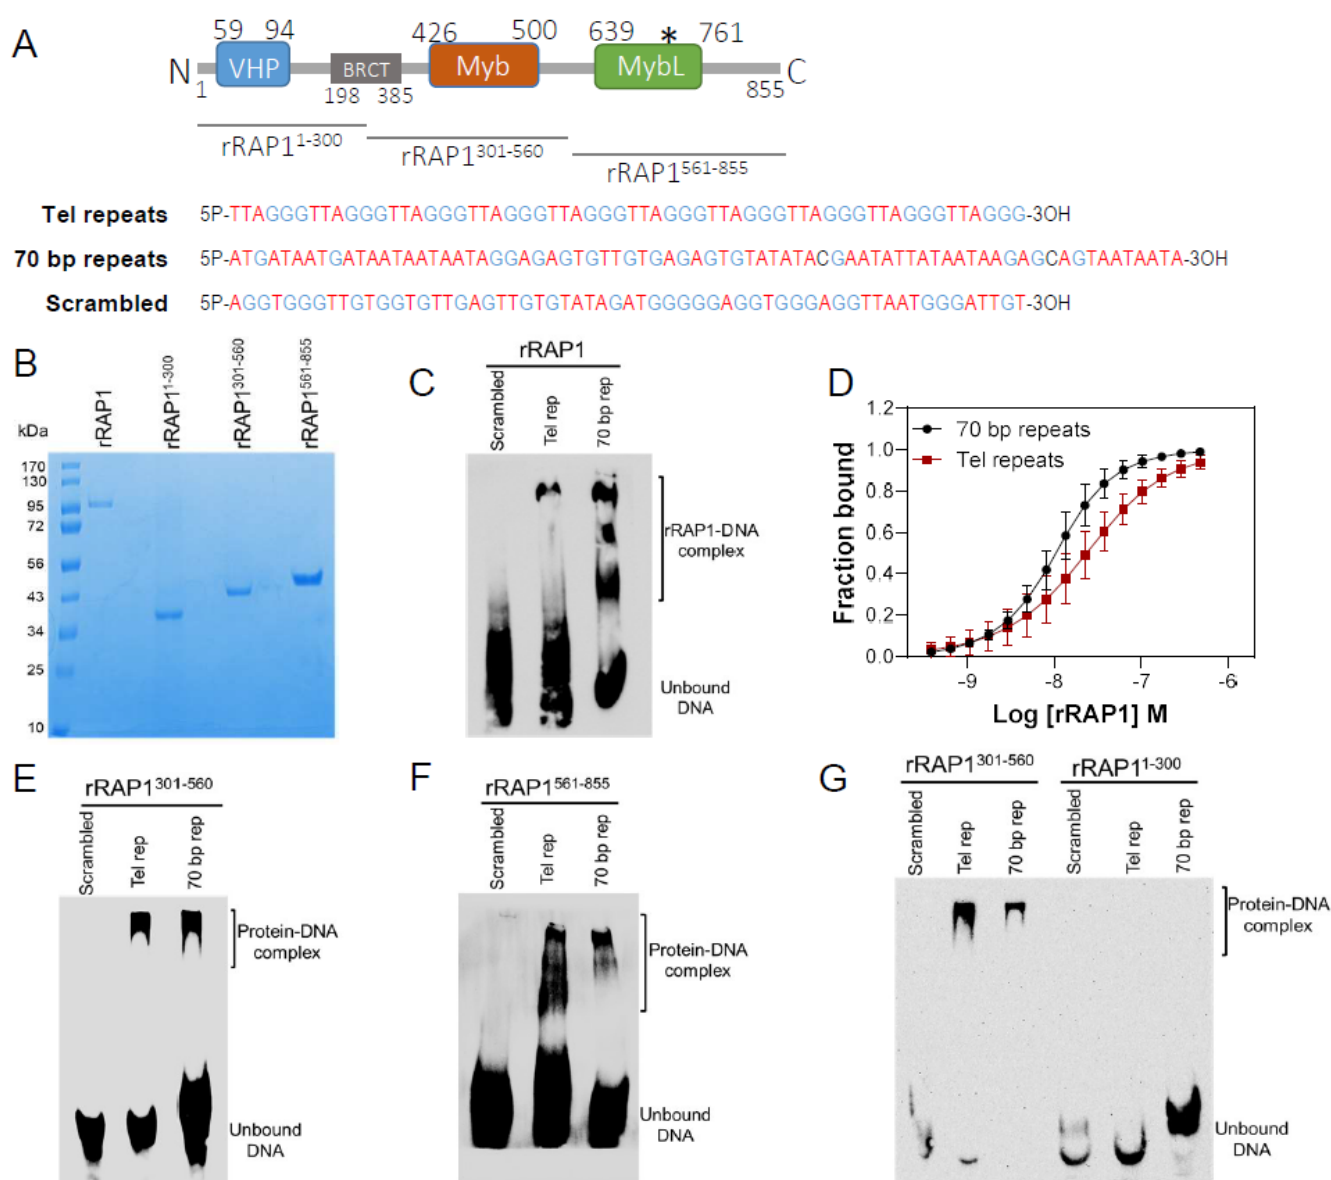 A
59 94 426 500 639 * 761
N VHP BRCT Myb MybL C
1 198 385 855
rRAP1¹⁻³⁰⁰
rRAP1³⁰¹⁻⁵⁶⁰
rRAP1⁵⁶¹⁻⁸⁵⁵
Tel repeats 5P-TTAGGGTTAGGGTTAGGGTTAGGGTTAGGGTTAGGGTTAGGGTTAGGGTTAGGGTTAGGG-3OH
70 bp repeats 5P-ATGATAATGATAATAATAATAGGAGAGTGTTGTGAGAGTGTATATACGAATATTATAATAAGAGCAGTAATAATA-3OH
Scrambled 5P-AGGTGGGTTGTGGTGTTGAGTTGTGTATAGATGGGGGAGGTGGGAGGTTAATGGGATTGT-3OH
B
kDa
rRAP1
rRAP1¹⁻³⁰⁰
rRAP1³⁰¹⁻⁵⁶⁰
rRAP1⁵⁶¹⁻⁸⁵⁵
170
130
95
72
56
43
34
25
10
C
rRAP1
Scrambled
Tel rep
70 bp rep
rRAP1-DNA
complex
Unbound
DNA
D
Fraction bound
1.2
1.0
0.8
0.6
0.4
0.2
0.0
70 bp repeats
Tel repeats
-9 -8 -7 -6
Log [rRAP1] M
E
rRAP1³⁰¹⁻⁵⁶⁰
Scrambled
Tel rep
70 bp rep
Protein-DNA
complex
Unbound
DNA
F
rRAP1⁵⁶¹⁻⁸⁵⁵
Scrambled
Tel rep
70 bp rep
Protein-DNA
complex
Unbound
DNA
G
rRAP1³⁰¹⁻⁵⁶⁰ rRAP1¹⁻³⁰⁰
Scrambled
Tel rep
70 bp rep
Scrambled
Tel rep
70 bp rep
Protein-DNA
complex
Unbound
DNA